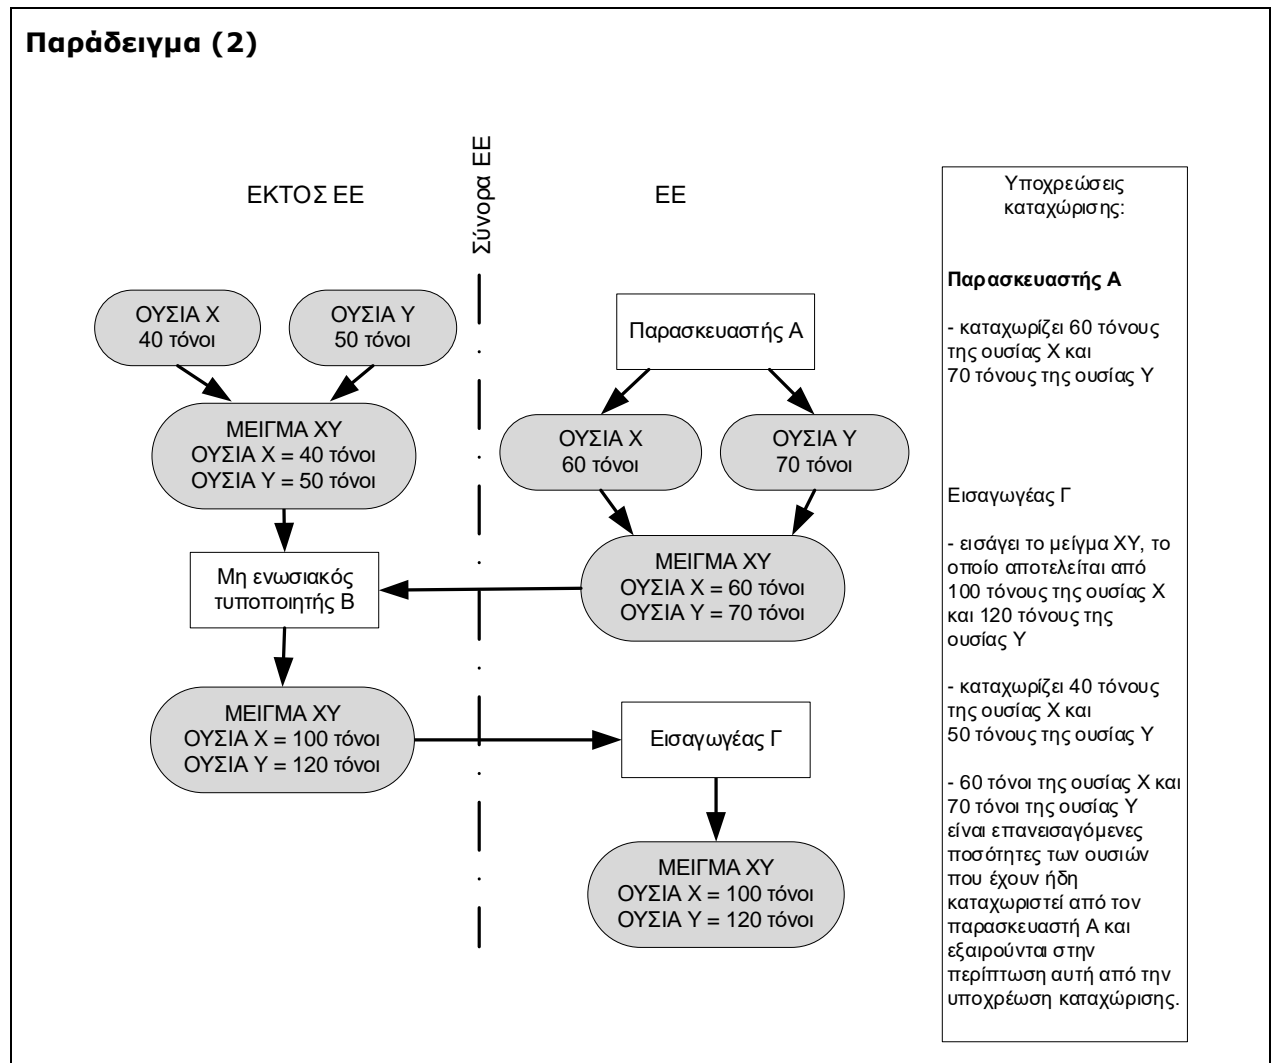 Παράδειγμα (2)
ΕΚΤΟΣ ΕΕ
Σύνορα ΕΕ
ΕΕ
ΟΥΣΙΑ X
40 τόνοι
ΟΥΣΙΑ Y
50 τόνοι
ΜΕΙΓΜΑ XY
ΟΥΣΙΑ X = 40 τόνοι
ΟΥΣΙΑ Y = 50 τόνοι
Μη ενωσιακός
τυποποιητής Β
ΜΕΙΓΜΑ XY
ΟΥΣΙΑ X = 100 τόνοι
ΟΥΣΙΑ Y = 120 τόνοι
Παρασκευαστής Α
ΟΥΣΙΑ X
60 τόνοι
ΟΥΣΙΑ Y
70 τόνοι
ΜΕΙΓΜΑ XY
ΟΥΣΙΑ X = 60 τόνοι
ΟΥΣΙΑ Y = 70 τόνοι
Εισαγωγέας Γ
ΜΕΙΓΜΑ XY
ΟΥΣΙΑ X = 100 τόνοι
ΟΥΣΙΑ Y = 120 τόνοι
Υποχρεώσεις
καταχώρισης:
Παρασκευαστής Α
- καταχωρίζει 60 τόνους
της ουσίας X και
70 τόνους της ουσίας Y
Εισαγωγέας Γ
- εισάγει το μείγμα XY, το
οποίο αποτελείται από
100 τόνους της ουσίας X
και 120 τόνους της
ουσίας Y
- καταχωρίζει 40 τόνους
της ουσίας X και
50 τόνους της ουσίας Y
- 60 τόνοι της ουσίας X και
70 τόνοι της ουσίας Y
είναι επανεισαγόμενες
ποσότητες των ουσιών
που έχουν ήδη
καταχωριστεί από τον
παρασκευαστή Α και
εξαιρούνται στην
περίπτωση αυτή από την
υποχρέωση καταχώρισης.